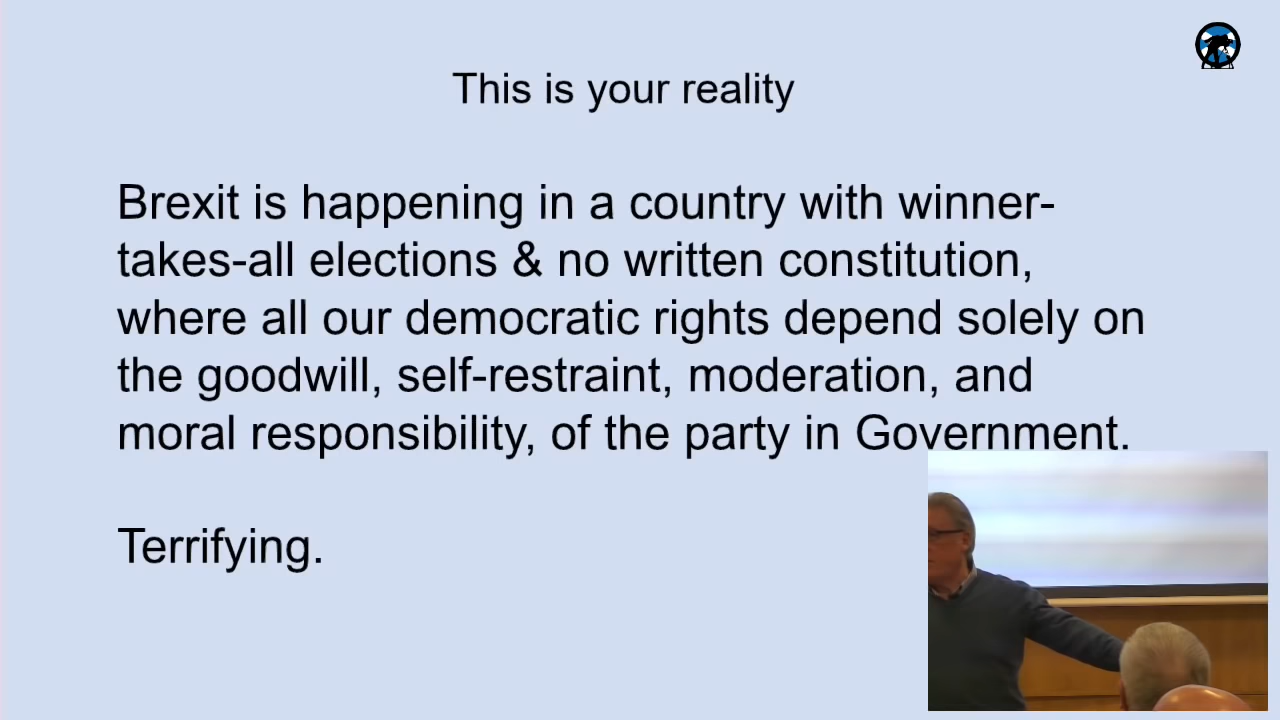 This is your reality
Brexit is happening in a country with winner-
takes-all elections & no written constitution,
where all our democratic rights depend solely on
the goodwill, self-restraint, moderation, and
moral responsibility, of the party in Government.
Terrifying.